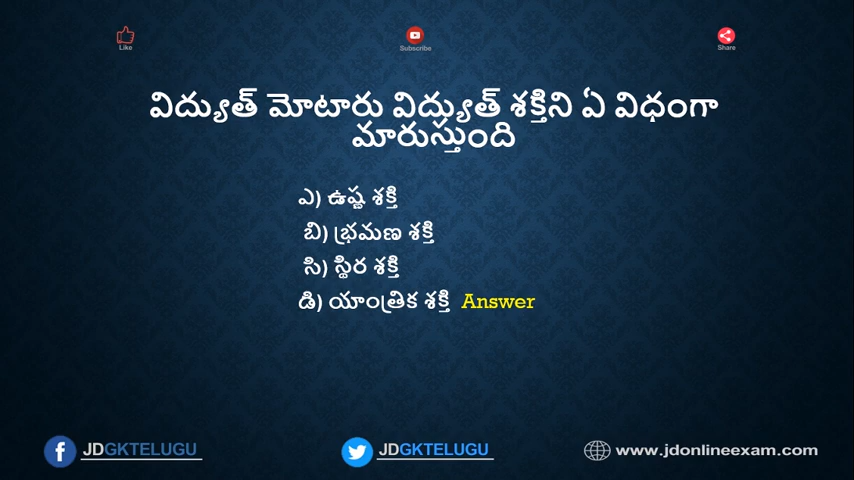 Like
Subscribe
Share
విద్యుత్ మోటారు విద్యుత్ శక్తిని ఏ విధంగా
మారుస్తుంది
ఎ) ఉష్ణ శక్తి
బి) భ్రమణ శక్తి
సి) స్థిర శక్తి
డి) యాంత్రిక శక్తి Answer
JDGKTELUGU
JDGKTELUGU
www.jdonlineexam.com